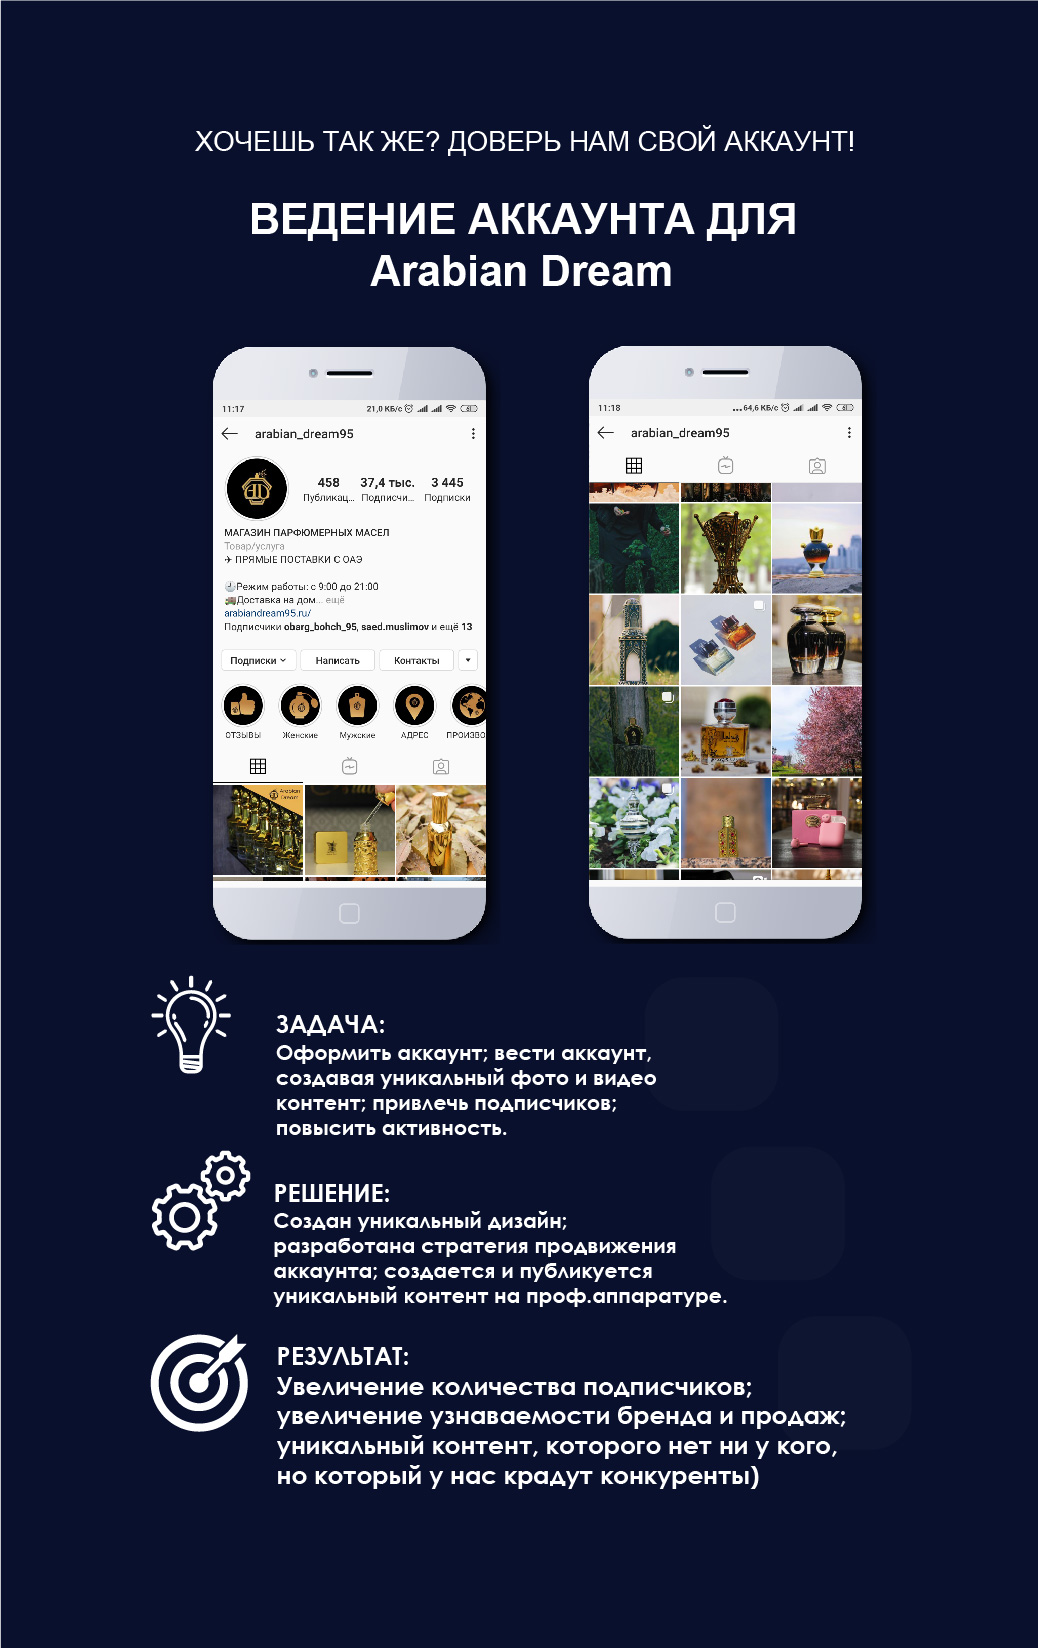 ХОЧЕШЬ ТАК ЖЕ? ДОВЕРЬ НАМ СВОЙ АККАУНТ!
ВЕДЕНИЕ АККАУНТА ДЛЯ
Arabian Dream
11:17
21,0 КБ/с
arabian_dream95
458
37,4 тыс.
3 445
Публикац...
Подписчи...
Подписки
МАГАЗИН ПАРФЮМЕРНЫХ МАСЕЛ
Товар/услуга
✈ ПРЯМЫЕ ПОСТАВКИ С ОАЭ
Режим работы: с 9:00 до 21:00
Доставка на дом... ещё
arabiandream95.ru/
Подписчики obarg_bohch_95, saed.muslimov и ещё 13
Подписки
Написать
Контакты
ОТЗЫВЫ
Женские
Мужские
АДРЕС
ПРОИЗВО
Arabian
Dream
11:18
...64,6 КБ/с
arabian_dream95
ЗАДАЧА:
Оформить аккаунт; вести аккаунт,
создавая уникальный фото и видео
контент; привлечь подписчиков;
повысить активность.
РЕШЕНИЕ:
Создан уникальный дизайн;
разработана стратегия продвижения
аккаунта; создается и публикуется
уникальный контент на проф.аппаратуре.
РЕЗУЛЬТАТ:
Увеличение количества подписчиков;
увеличение узнаваемости бренда и продаж;
уникальный контент, которого нет ни у кого,
но который у нас крадут конкуренты)